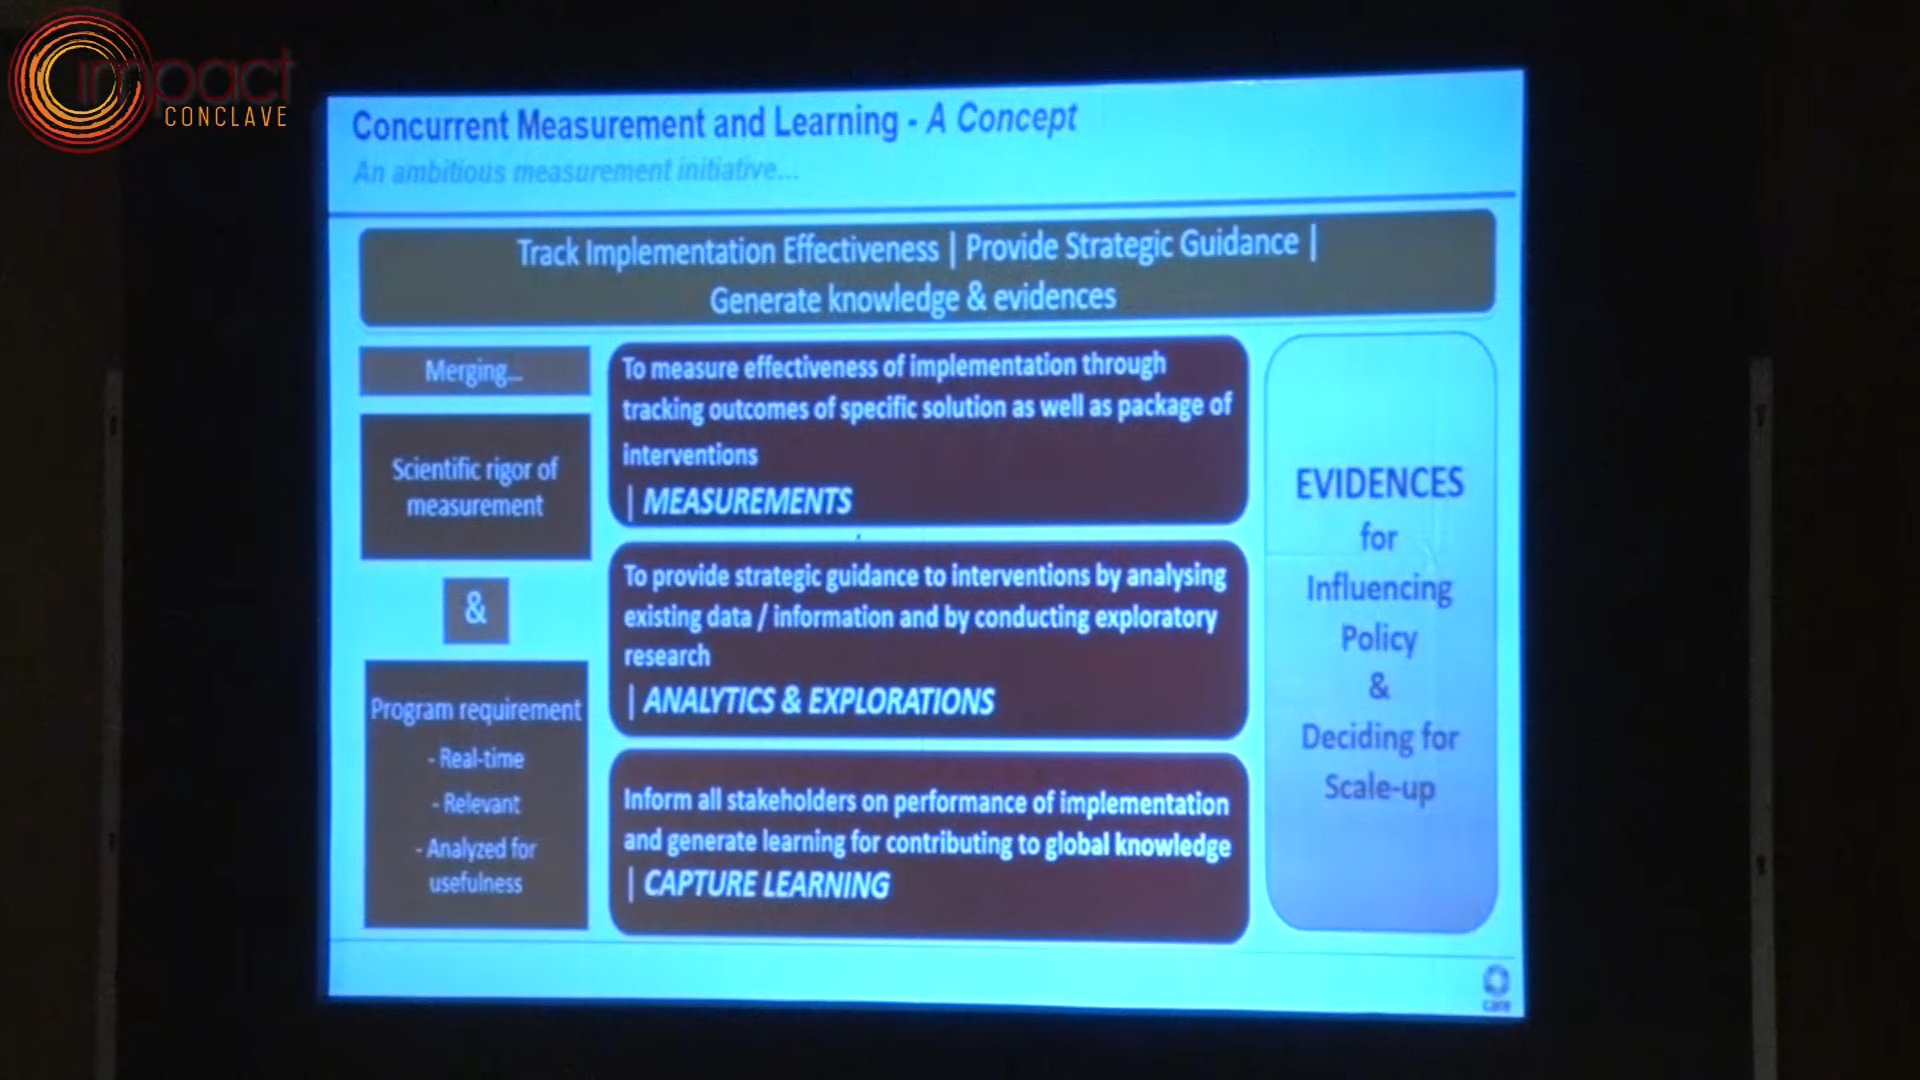 impact
CONCLAVE
Concurrent Measurement and Learning - A Concept
An ambitious measurement initiative...
Track Implementation Effectiveness | Provide Strategic Guidance |
Generate knowledge & evidences
Merging...
Scientific rigor of
measurement
&
Program requirement
- Real-time
- Relevant
- Analyzed for
usefulness
To measure effectiveness of implementation through
tracking outcomes of specific solution as well as package of
interventions
| MEASUREMENTS
To provide strategic guidance to interventions by analysing
existing data / information and by conducting exploratory
research
| ANALYTICS & EXPLORATIONS
Inform all stakeholders on performance of implementation
and generate learning for contributing to global knowledge
| CAPTURE LEARNING
EVIDENCES
for
Influencing
Policy
&
Deciding for
Scale-up
care